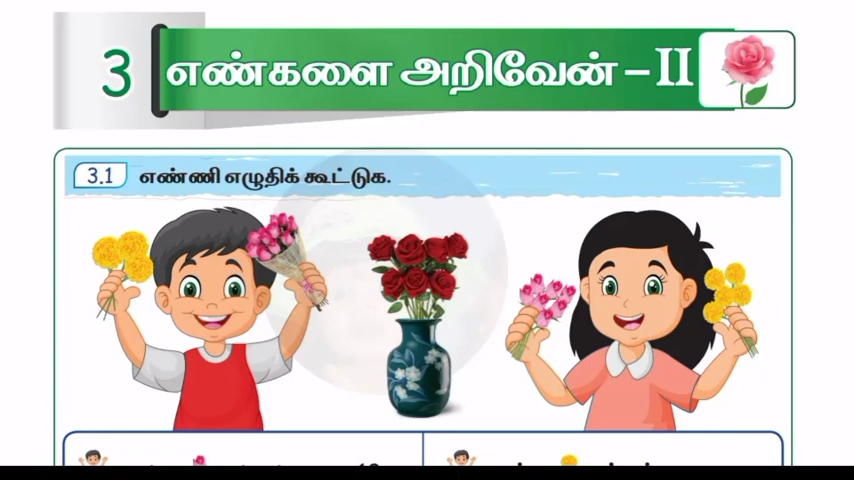 3 எண்களை அறிவேன் – II
3.1 எண்ணி எழுதிக் கூட்டுக.